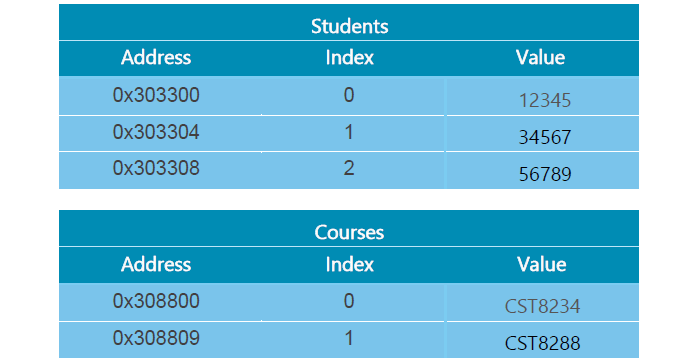 Students
Address Index Value
0x303300 0 12345
0x303304 1 34567
0x303308 2 56789
Courses
Address Index Value
0x308800 0 CST8234
0x308809 1 CST8288